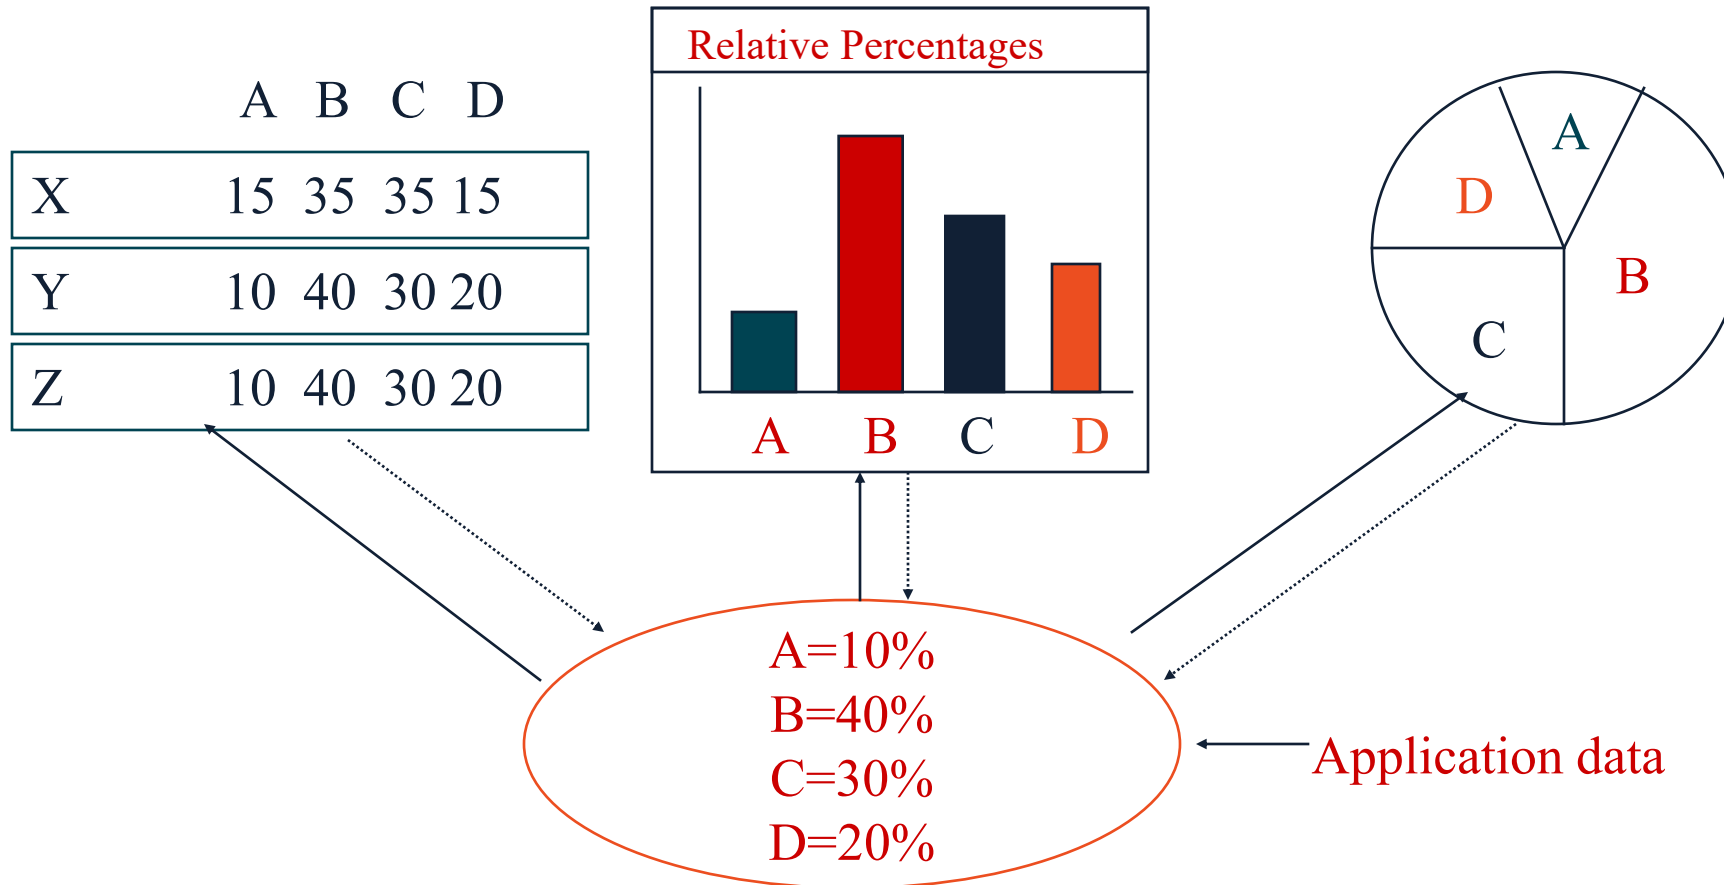 A B C D
X 15 35 35 15
Y 10 40 30 20
Z 10 40 30 20
Relative Percentages
A B C D
A
D
B
C
A=10%
B=40%
C=30%
D=20%
Application data